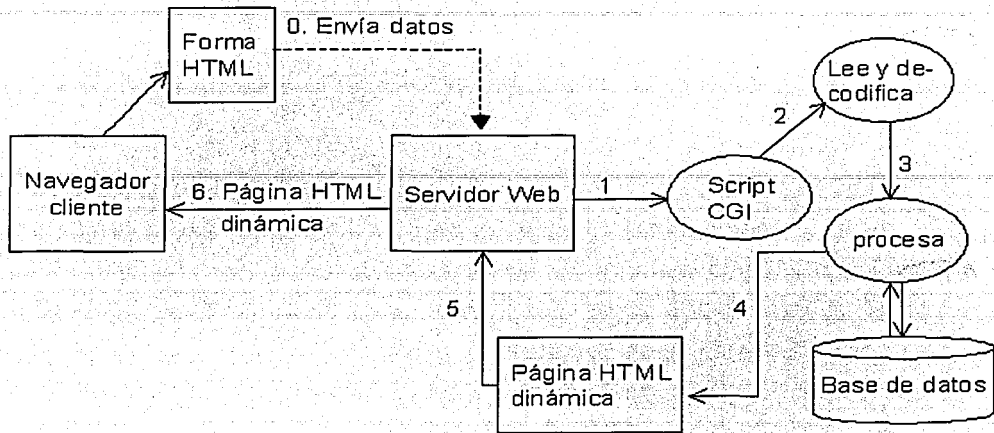 Forma
HTML
0. Envía datos
Lee y de-
codifica
2
3
Navegador
cliente
6. Página HTML
dinámica
Servidor Web
1
Script
CGI
procesa
5
4
Página HTML
dinámica
Base de datos